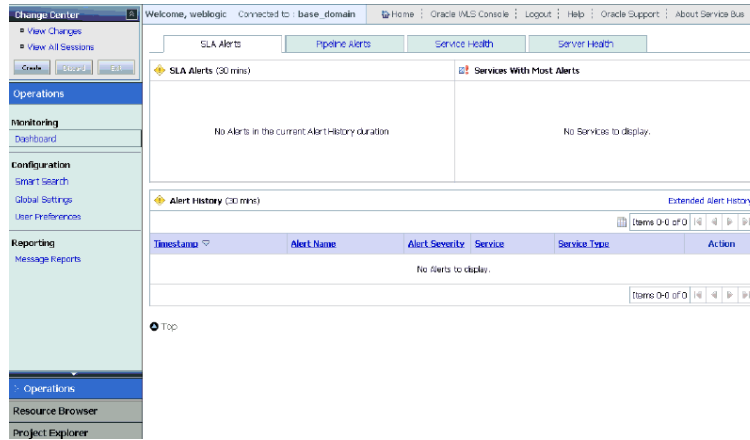 Change Center
View Changes
View All Sessions
Create Discard Exit
Operations
Monitoring
Dashboard
Configuration
Smart Search
Global Settings
User Preferences
Reporting
Message Reports
Operations
Resource Browser
Project Explorer
Welcome, weblogic Connected to : base_domain Home Oracle WLS Console Logout Help Oracle Support About Service Bus
SLA Alerts Pipeline Alerts Service Health Server Health
SLA Alerts (30 mins) Services With Most Alerts
No Alerts in the current Alert History duration No Services to display.
Alert History (30 mins) Extended Alert History
Items 0-0 of 0
Timestamp Alert Name Alert Severity Service Service Type Action
No Alerts to display.
Items 0-0 of 0
Top